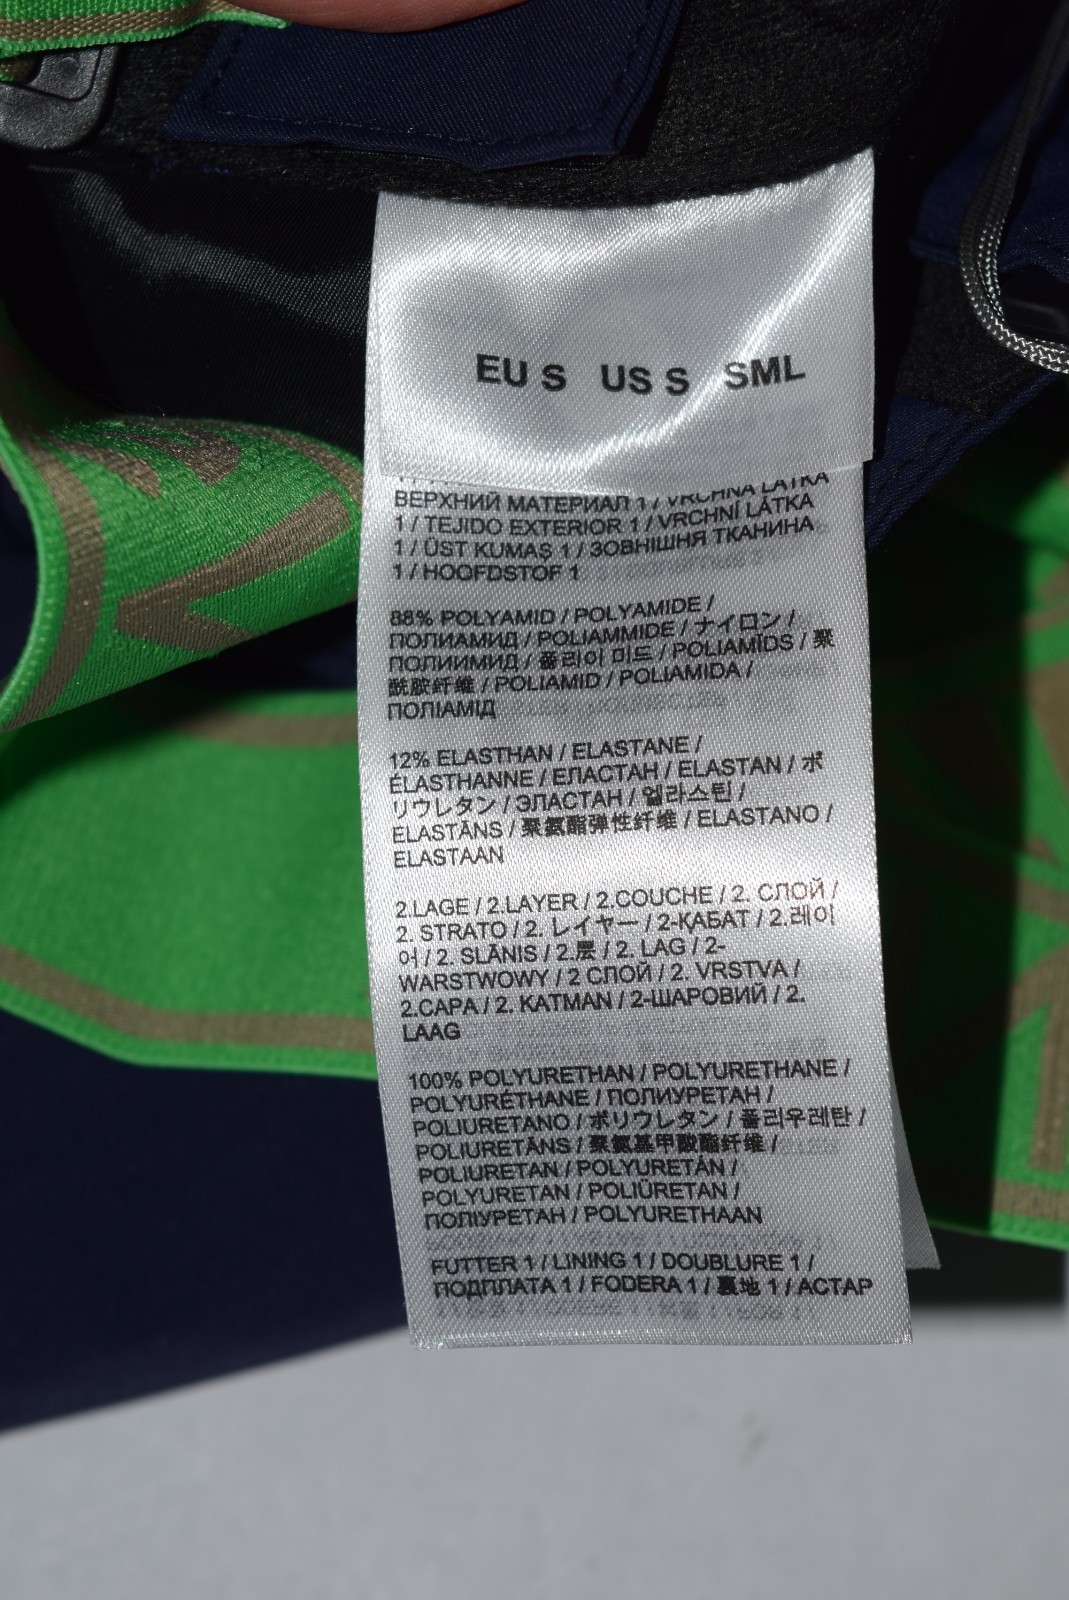 EU S US S SML
ВЕРХНИЙ МАТЕРИАЛ 1 / VRCHNA LATKA
1 / TEJIDO EXTERIOR 1 / VRCHNÍ LÁTKA
1 / ÜST KUMAŞ 1 / ЗОВНІШНЯ ТКАНИНА
1 / HOOFDSTOF 1
88% POLYAMID / POLYAMIDE /
ПОЛИАМИД / POLIAMMIDE / ナイロン /
ПОЛИИМИД / 폴리이 미드 / POLIAMĪDS / 聚
酰胺纤维 / POLIAMID / POLIAMIDA /
ПОЛІАМІД
12% ELASTHAN / ELASTANE /
ÉLASTHANNE / ЕЛАСТАН / ELASTAN / ポ
リウレタン / ЭЛАСТАН / 엘라스틴 /
ELASTĀNS / 聚氨酯弹性纤维 / ELASTANO /
ELASTAAN
2.LAGE / 2.LAYER / 2.COUCHE / 2. СЛОЙ /
2. STRATO / 2. レイヤー / 2-ҚАБАТ / 2.레이
어 / 2. SLĀNIS / 2.层 / 2. LAG / 2-
WARSTWOWY / 2 СЛОЙ / 2. VRSTVA /
2.CAPA / 2. KATMAN / 2-ШАРОВИЙ / 2.
LAAG
100% POLYURETHAN / POLYURETHANE /
POLYURÉTHANE / ПОЛИУРЕТАН /
POLIURETANO / ポリウレタン / 폴리우레탄 /
POLIURETĀNS / 聚氨基甲酸酯纤维 /
POLIURETAN / POLYURETÁN /
POLYURETAN / POLIÜRETAN /
ПОЛІУРЕТАН / POLYURETHAAN
FUTTER 1 / LINING 1 / DOUBLURE 1 /
ПОДПЛАТА 1 / FODERA 1 / 裏地 1 / АСТАР